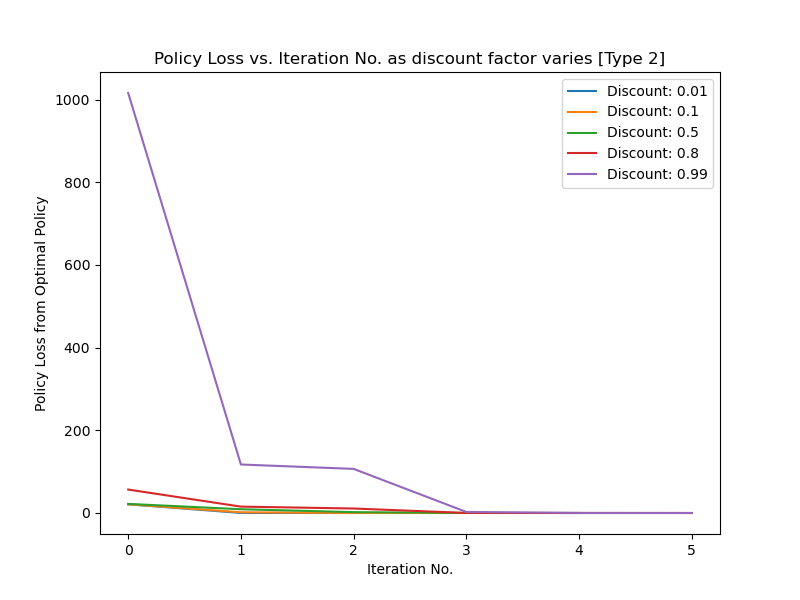 Policy Loss vs. Iteration No. as discount factor varies [Type 2]
Discount: 0.01
Discount: 0.1
Discount: 0.5
Discount: 0.8
Discount: 0.99
Policy Loss from Optimal Policy
1000
800
600
400
200
0
0 1 2 3 4 5
Iteration No.